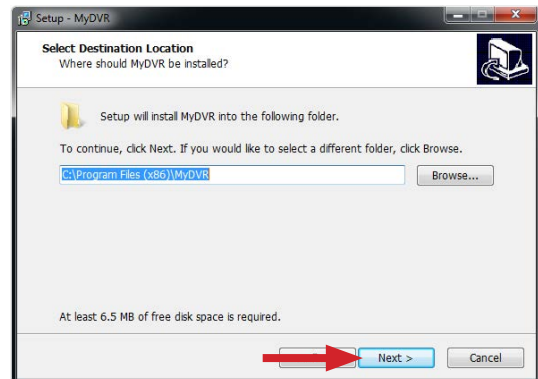 Setup - MyDVR
Select Destination Location
Where should MyDVR be installed?
Setup will install MyDVR into the following folder.
To continue, click Next. If you would like to select a different folder, click Browse.
C:\Program Files (x86)\MyDVR
Browse...
At least 6.5 MB of free disk space is required.
Next >
Cancel